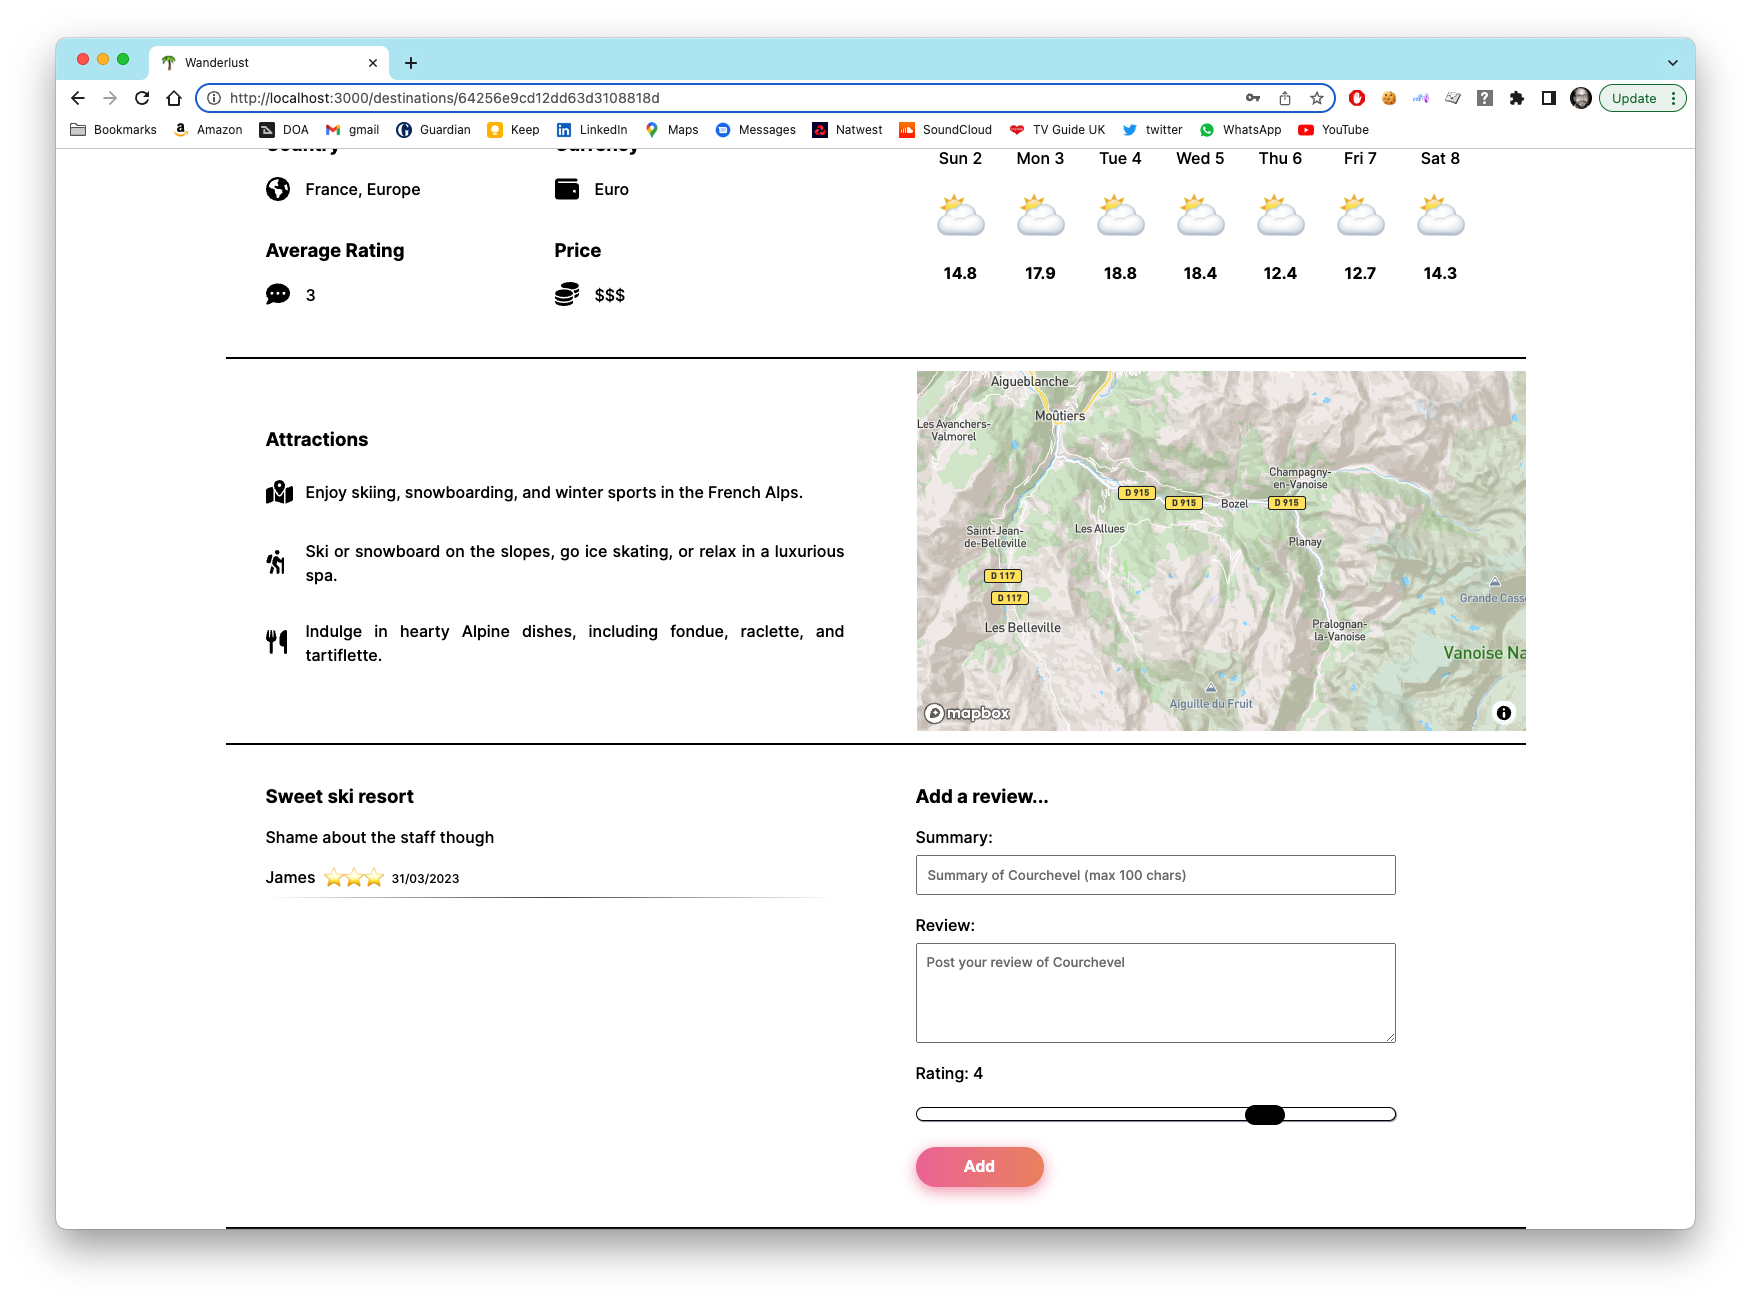 Wanderlust
http://localhost:3000/destinations/64256e9cd12dd63d3108818d
Update
Bookmarks Amazon DOA gmail Guardian Keep LinkedIn Maps Messages Natwest SoundCloud TV Guide UK twitter WhatsApp YouTube
Country Currency
France, Europe Euro
Average Rating Price
3 $$$
Sun 2 Mon 3 Tue 4 Wed 5 Thu 6 Fri 7 Sat 8
14.8 17.9 18.8 18.4 12.4 12.7 14.3
Attractions
Enjoy skiing, snowboarding, and winter sports in the French Alps.
Ski or snowboard on the slopes, go ice skating, or relax in a luxurious
spa.
Indulge in hearty Alpine dishes, including fondue, raclette, and
tartiflette.
Aigueblanche
Moûtiers
Les Avanchers-
Valmorel
Champagny-
en-Vanoise
D 915
D 915
Bozel
D 915
Les Allues
Saint-Jean-
de-Belleville
Planay
D 117
D 117
Grande Casse
Les Belleville
Pralognan-
la-Vanoise
Vanoise Na
Aiguille du Fruit
mapbox
Sweet ski resort
Shame about the staff though
James 31/03/2023
Add a review...
Summary:
Summary of Courchevel (max 100 chars)
Review:
Post your review of Courchevel
Rating: 4
Add